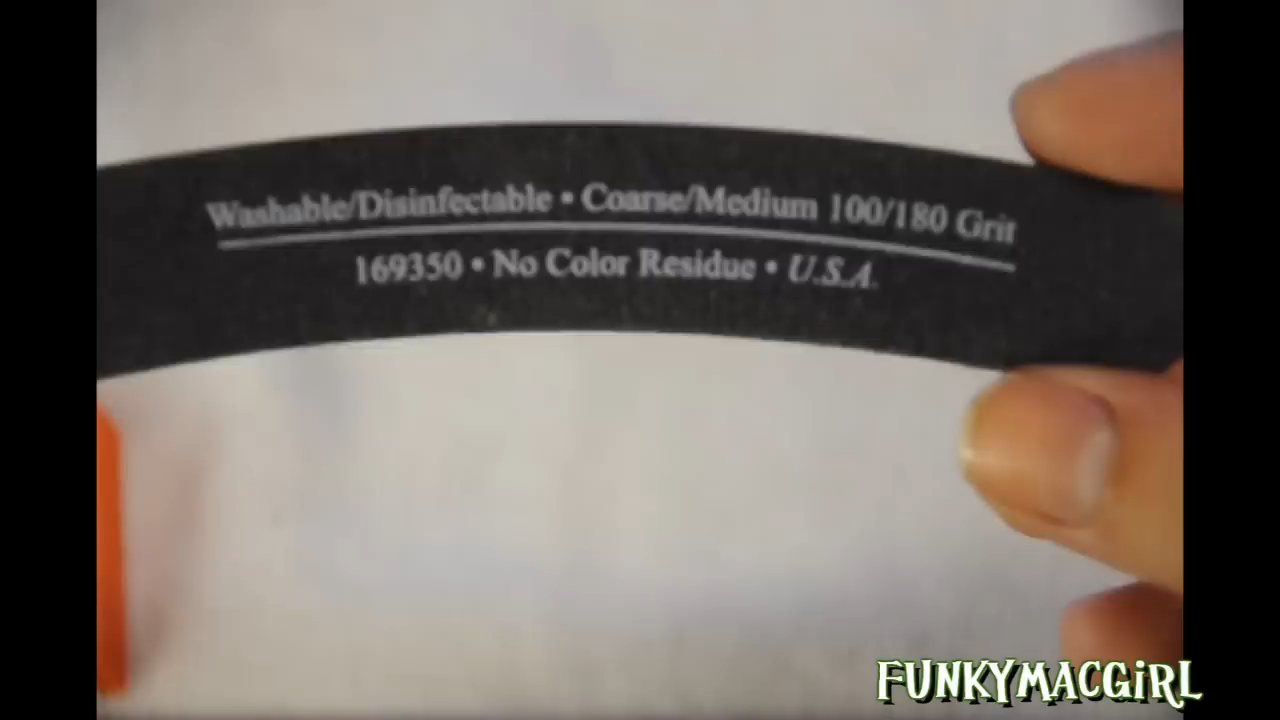 Washable/Disinfectable • Coarse/Medium 100/180 Grit
169350 • No Color Residue • U.S.A.
FUNKYMACGiRL